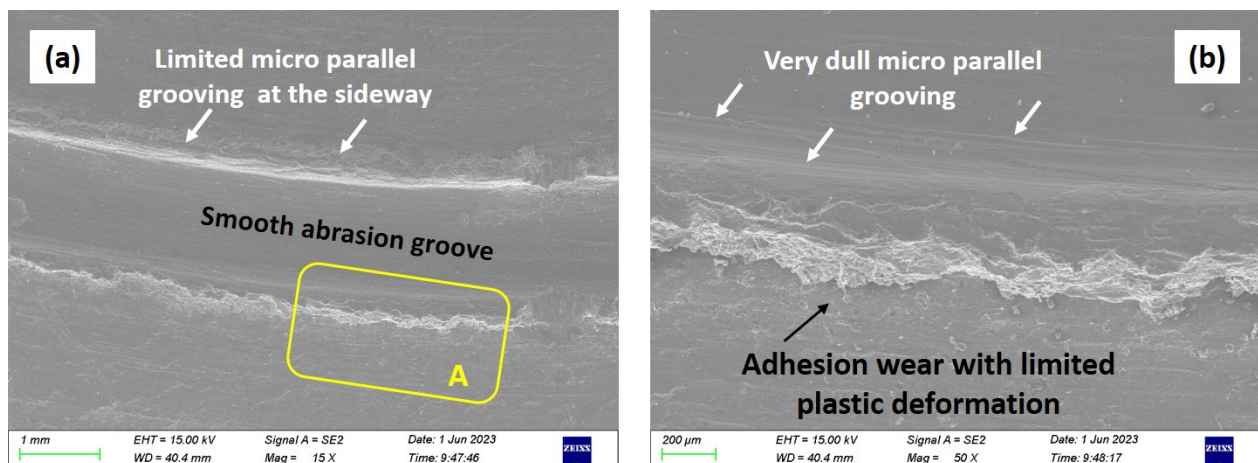 (a)
Limited micro parallel
grooving at the sideway
Smooth abrasion groove
A
1 mm
EHT = 15.00 kV
Signal A = SE2
Date: 1 Jun 2023
WD = 40.4 mm
Mag = 15 X
Time: 9:47:46
ZEISS
(b)
Very dull micro parallel
grooving
Adhesion wear with limited
plastic deformation
200 µm
EHT = 15.00 kV
Signal A = SE2
Date: 1 Jun 2023
WD = 40.4 mm
Mag = 50 X
Time: 9:48:17
ZEISS